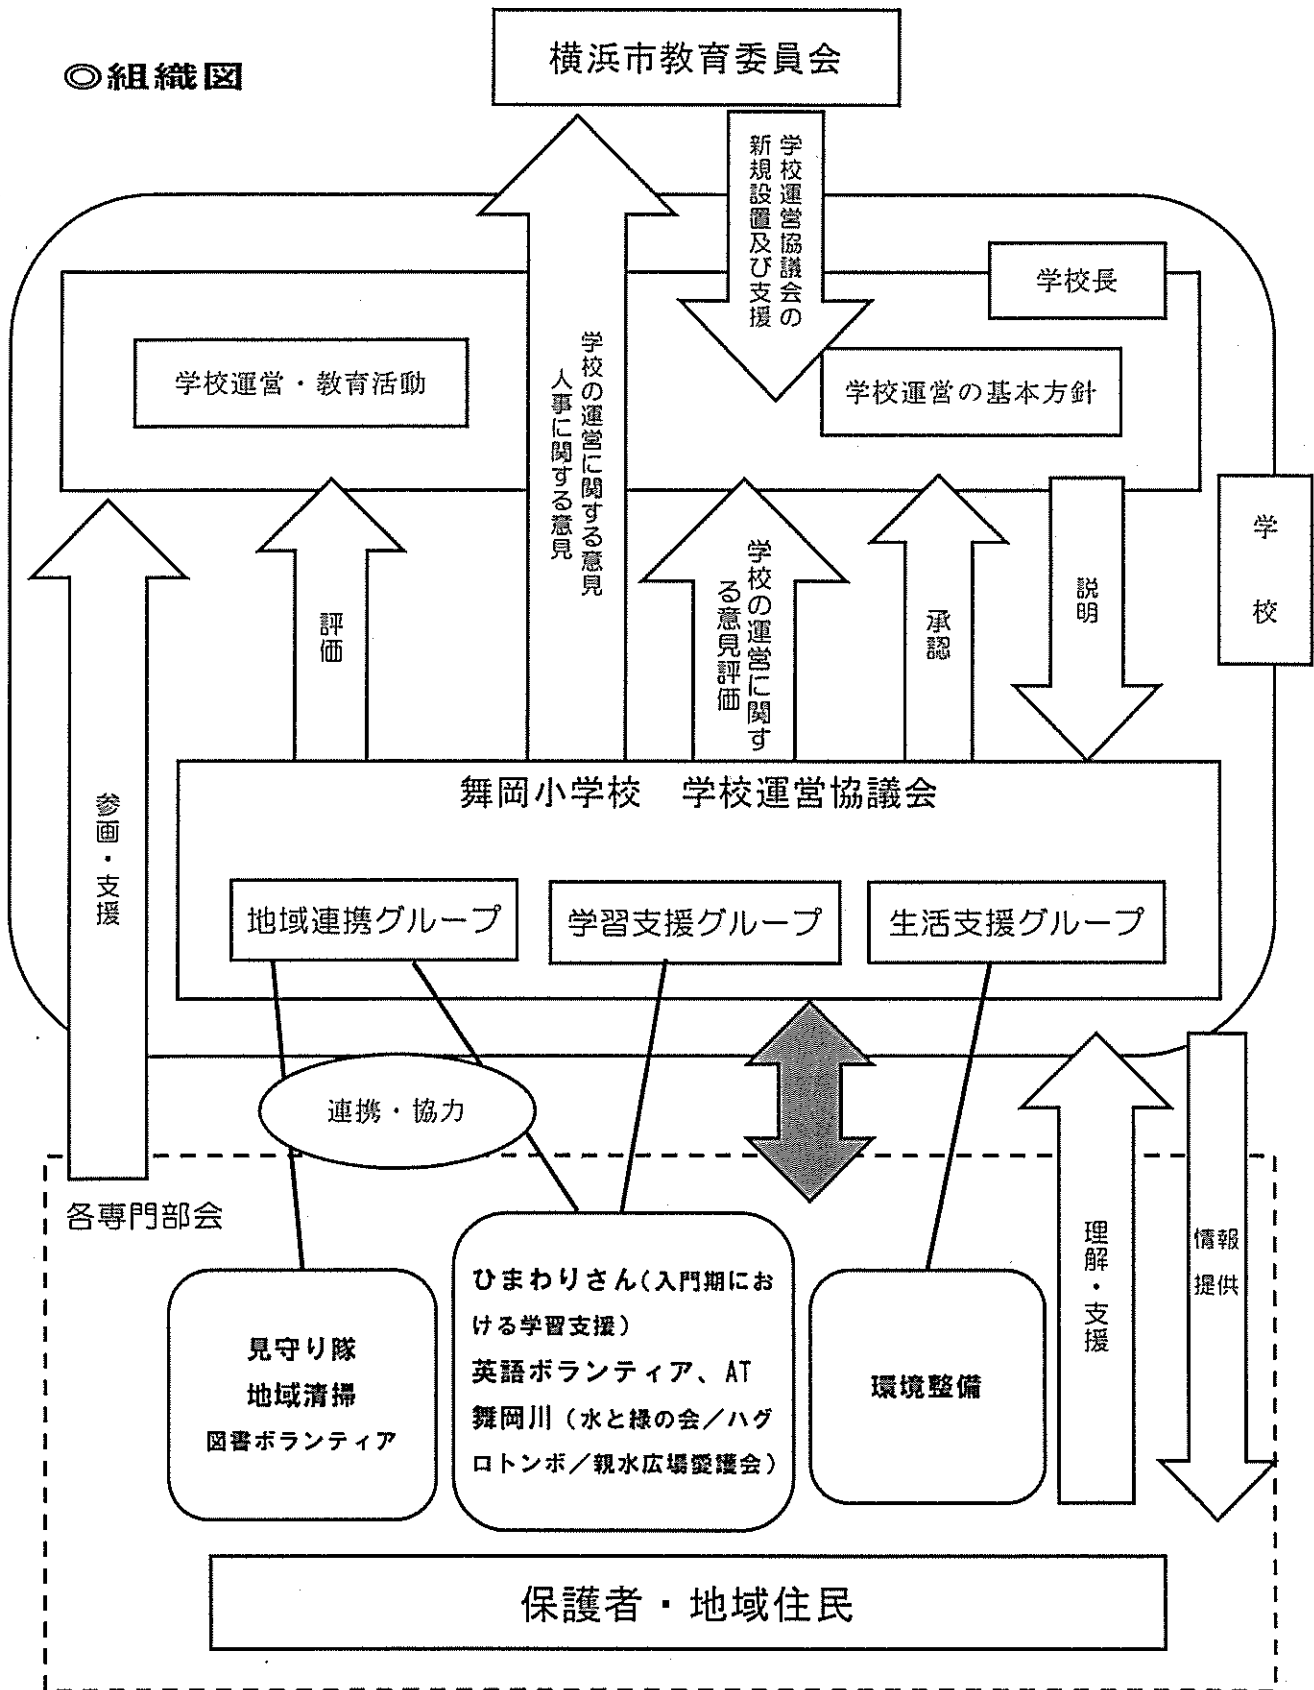 ◎組織図
横浜市教育委員会
学校運営協議会の
新規設置及び支援
学校長
学校運営・教育活動
学校運営の基本方針
学校の運営に関する意見
人事に関する意見
学校
評価
学校の運営に関す
る意見評価
承認
説明
参画・支援
舞岡小学校 学校運営協議会
地域連携グループ
学習支援グループ
生活支援グループ
連携・協力
各専門部会
見守り隊
地域清掃
図書ボランティア
ひまわりさん(入門期にお
ける学習支援)
英語ボランティア、AT
舞岡川(水と緑の会/ハグ
ロトンボ/親水広場愛護会)
環境整備
理解・支援
情報
提供
保護者・地域住民